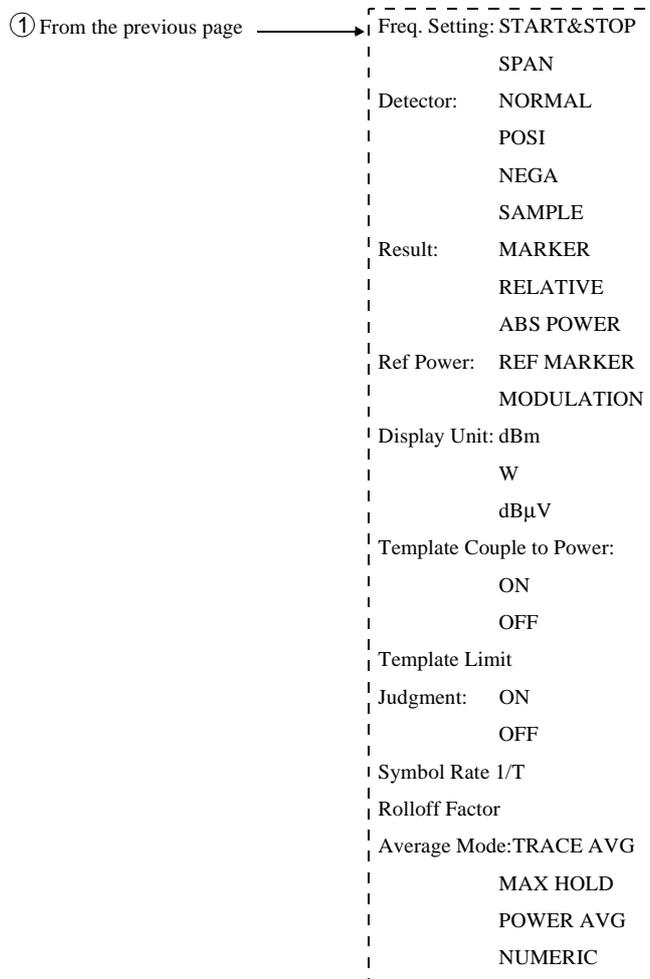 ① From the previous page
Freq. Setting: START&STOP
SPAN
Detector: NORMAL
POSI
NEGA
SAMPLE
Result: MARKER
RELATIVE
ABS POWER
Ref Power: REF MARKER
MODULATION
Display Unit: dBm
W
dBμV
Template Couple to Power:
ON
OFF
Template Limit
Judgment: ON
OFF
Symbol Rate 1/T
Rolloff Factor
Average Mode:TRACE AVG
MAX HOLD
POWER AVG
NUMERIC